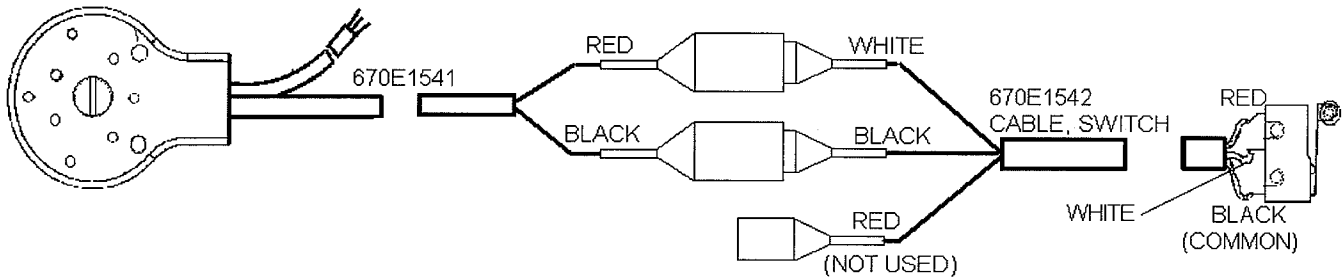 670E1541
RED
WHITE
BLACK
BLACK
RED
(NOT USED)
670E1542
CABLE, SWITCH
RED
WHITE
BLACK
(COMMON)